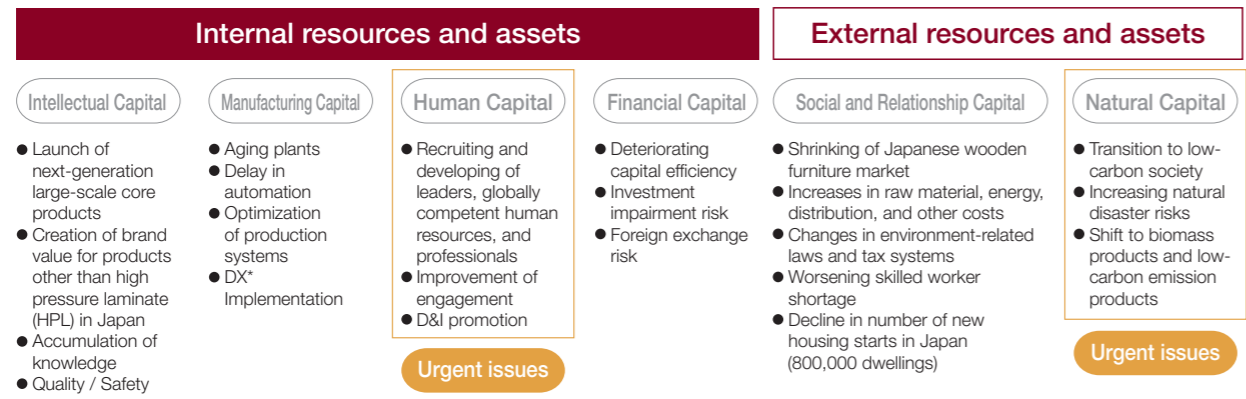 Internal resources and assets
External resources and assets
Intellectual Capital
● Launch of
next-generation
large-scale core
products
● Creation of brand
value for products
other than high
pressure laminate
(HPL) in Japan
● Accumulation of
knowledge
● Quality / Safety
Manufacturing Capital
● Aging plants
● Delay in
automation
● Optimization
of production
systems
● DX*
Implementation
Human Capital
● Recruiting and
developing of
leaders, globally
competent human
resources, and
professionals
● Improvement of
engagement
● D&I promotion
Urgent issues
Financial Capital
● Deteriorating
capital efficiency
● Investment
impairment risk
● Foreign exchange
risk
Social and Relationship Capital
● Shrinking of Japanese wooden
furniture market
● Increases in raw material, energy,
distribution, and other costs
● Changes in environment-related
laws and tax systems
● Worsening skilled worker
shortage
● Decline in number of new
housing starts in Japan
(800,000 dwellings)
Natural Capital
● Transition to low-
carbon society
● Increasing natural
disaster risks
● Shift to biomass
products and low-
carbon emission
products
Urgent issues